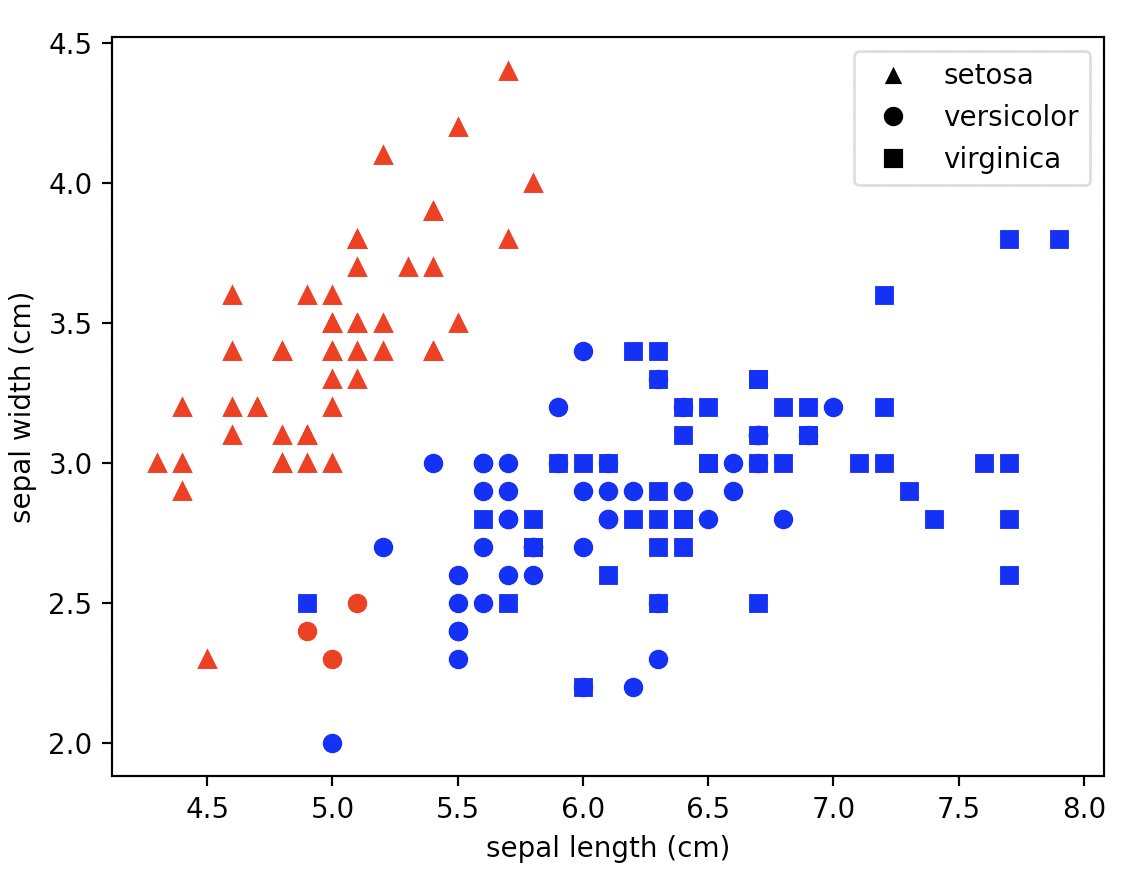 4.5
4.0
3.5
3.0
2.5
2.0
sepal width (cm)
setosa
versicolor
virginica
4.5 5.0 5.5 6.0 6.5 7.0 7.5 8.0
sepal length (cm)